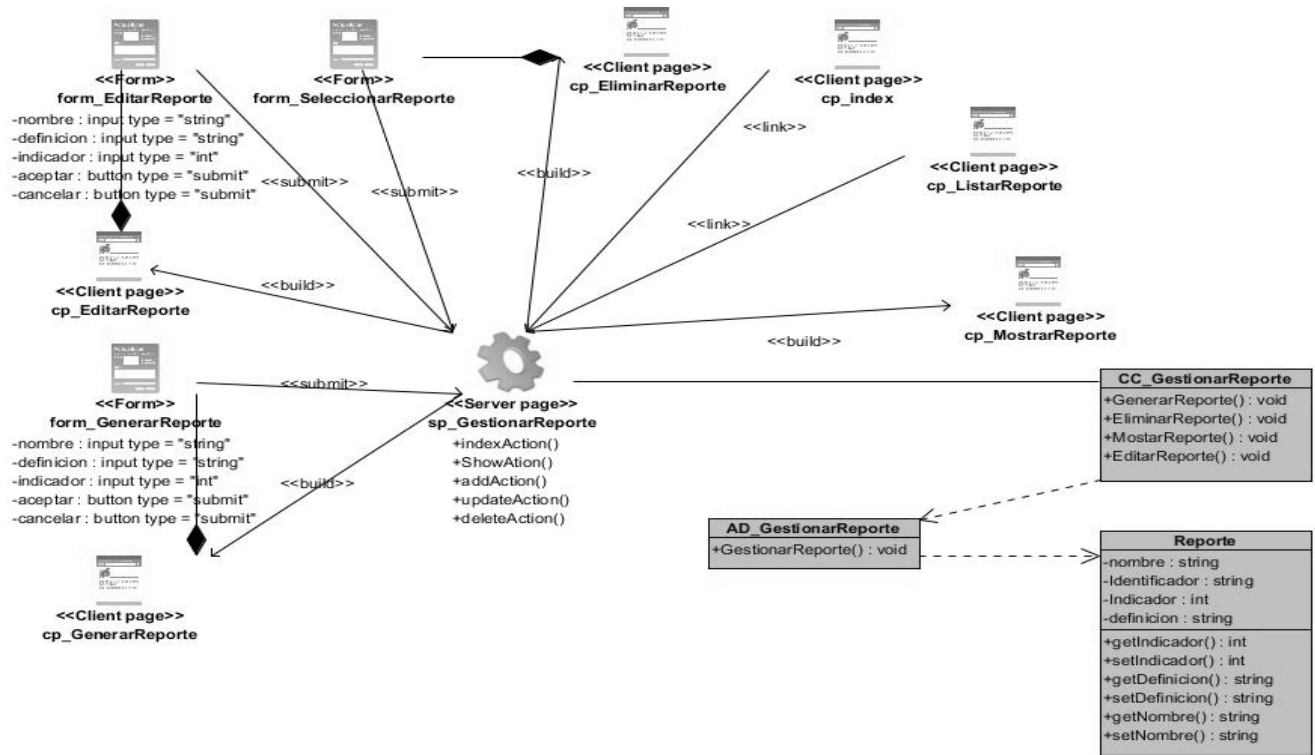 <<Form>>
form_EditarReporte
-nombre : input type = "string"
-definicion : input type = "string"
-indicador : input type = "int"
-aceptar : button type = "submit"
-cancelar : button type = "submit"
<<Form>>
form_SeleccionarReporte
<<Client page>>
cp_EliminarReporte
<<Client page>>
cp_index
<<Client page>>
cp_ListarReporte
<<submit>>
<<submit>>
<<build>>
<<link>>
<<link>>
<<Client page>>
cp_EditarReporte
<<build>>
<<Client page>>
cp_MostrarReporte
<<build>>
<<Form>>
form_GenerarReporte
-nombre : input type = "string"
-definicion : input type = "string"
-indicador : input type = "int"
-aceptar : button type = "submit"
-cancelar : button type = "submit"
<<submit>>
<<build>>
<<Server page>>
sp_GestionarReporte
+indexAction()
+ShowAtion()
+addAction()
+updateAction()
+deleteAction()
<<Client page>>
cp_GenerarReporte
CC_GestionarReporte
+GenerarReporte() : void
+EliminarReporte() : void
+MostarReporte() : void
+EditarReporte() : void
AD_GestionarReporte
+GestionarReporte() : void
Reporte
-nombre : string
-Identificador : string
-Indicador : int
-definicion : string
+getIndicador() : int
+setIndicador() : int
+getDefinicion() : string
+setDefinicion() : string
+getNombre() : string
+setNombre() : string